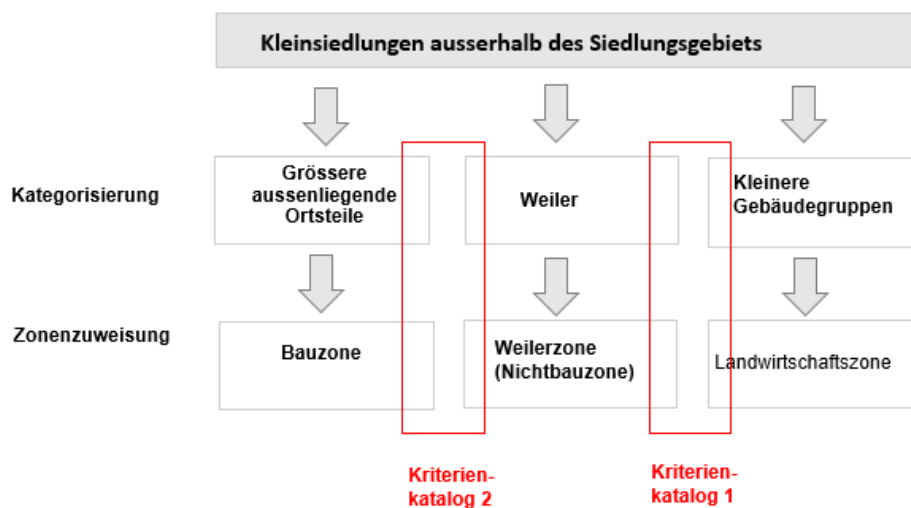 Kleinsiedlungen ausserhalb des Siedlungsgebiets
Kategorisierung
Grössere
aussenliegende
Ortsteile
Weiler
Kleinere
Gebäudegruppen
Zonenzuweisung
Bauzone
Weilerzone
(Nichtbauzone)
Landwirtschaftszone
Kriterien-
katalog 2
Kriterien-
katalog 1